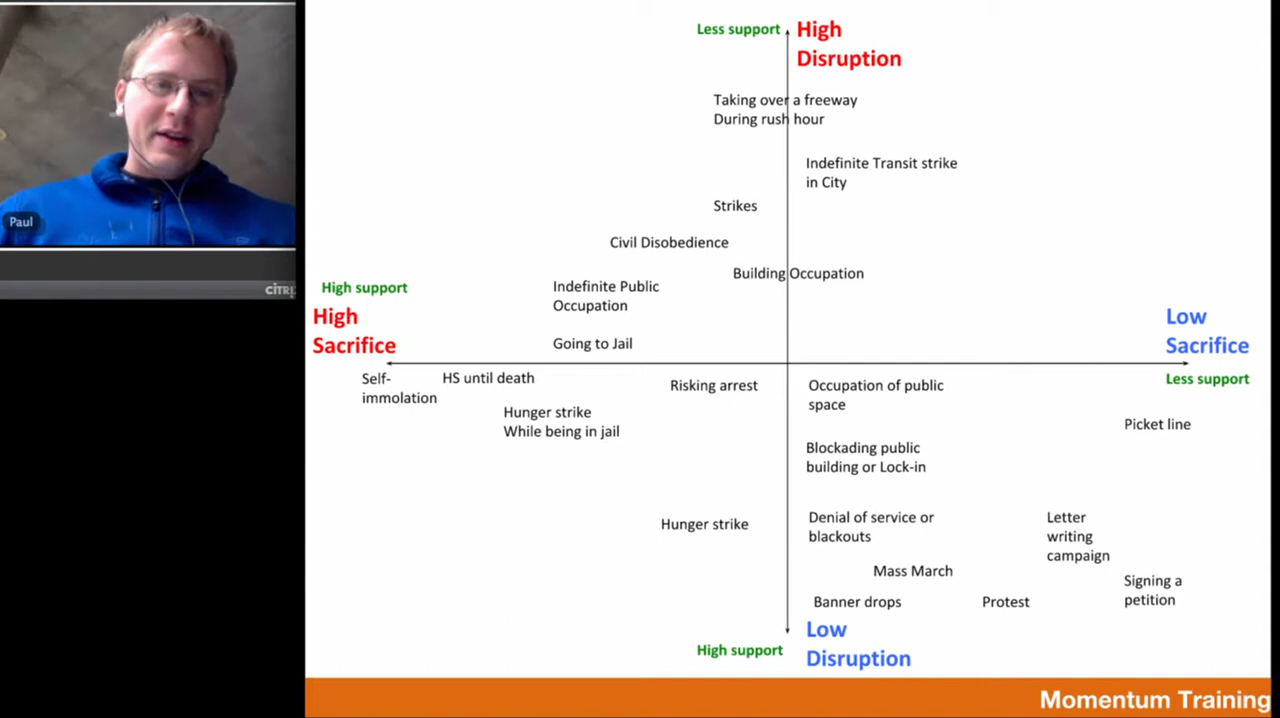 Paul
CITRI
Less support
High
Disruption
Taking over a freeway
During rush hour
Indefinite Transit strike
in City
Strikes
Civil Disobedience
Building Occupation
Indefinite Public
Occupation
High support
High
Sacrifice
Low
Sacrifice
Going to Jail
Less support
Self-
immolation
HS until death
Risking arrest
Occupation of public
space
Hunger strike
While being in jail
Picket line
Blockading public
building or Lock-in
Hunger strike
Denial of service or
blackouts
Letter
writing
campaign
Mass March
Signing a
petition
Banner drops
Protest
Low
Disruption
High support
Momentum Training